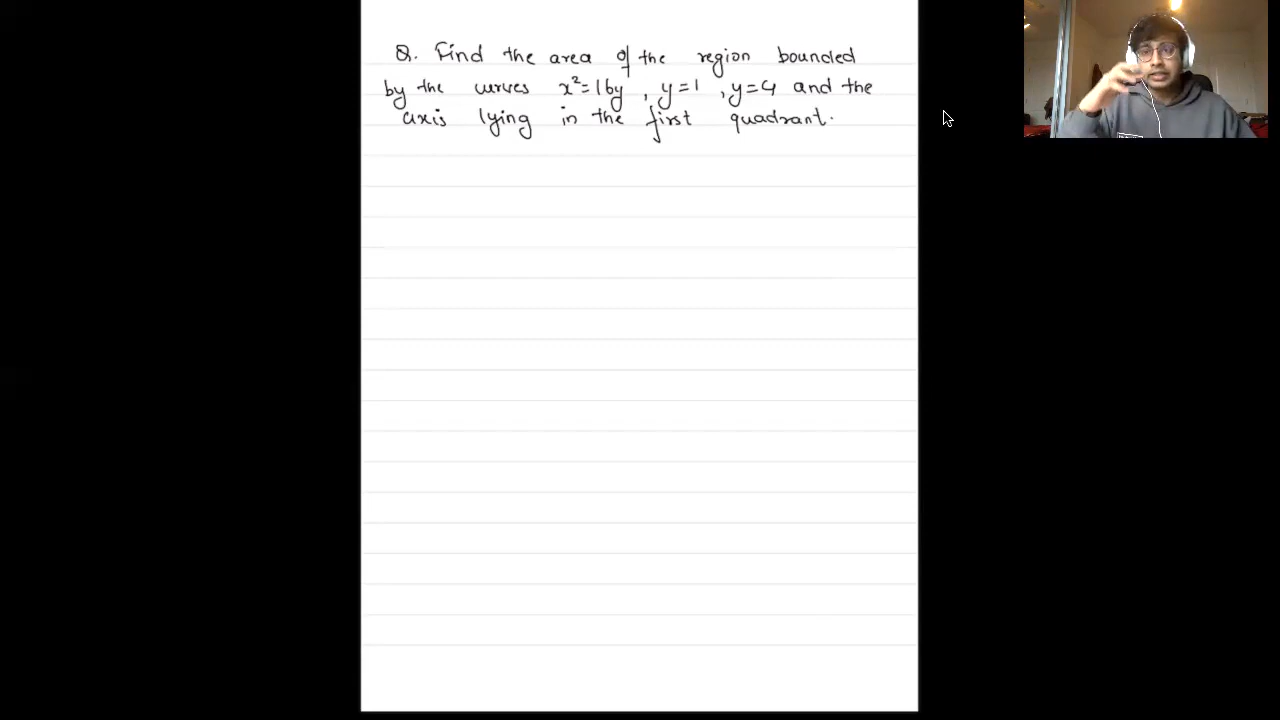 Q. Find the area of the region bounded
by the curves x²=16y, y=1, y=4 and the
axis lying in the first quadrant.